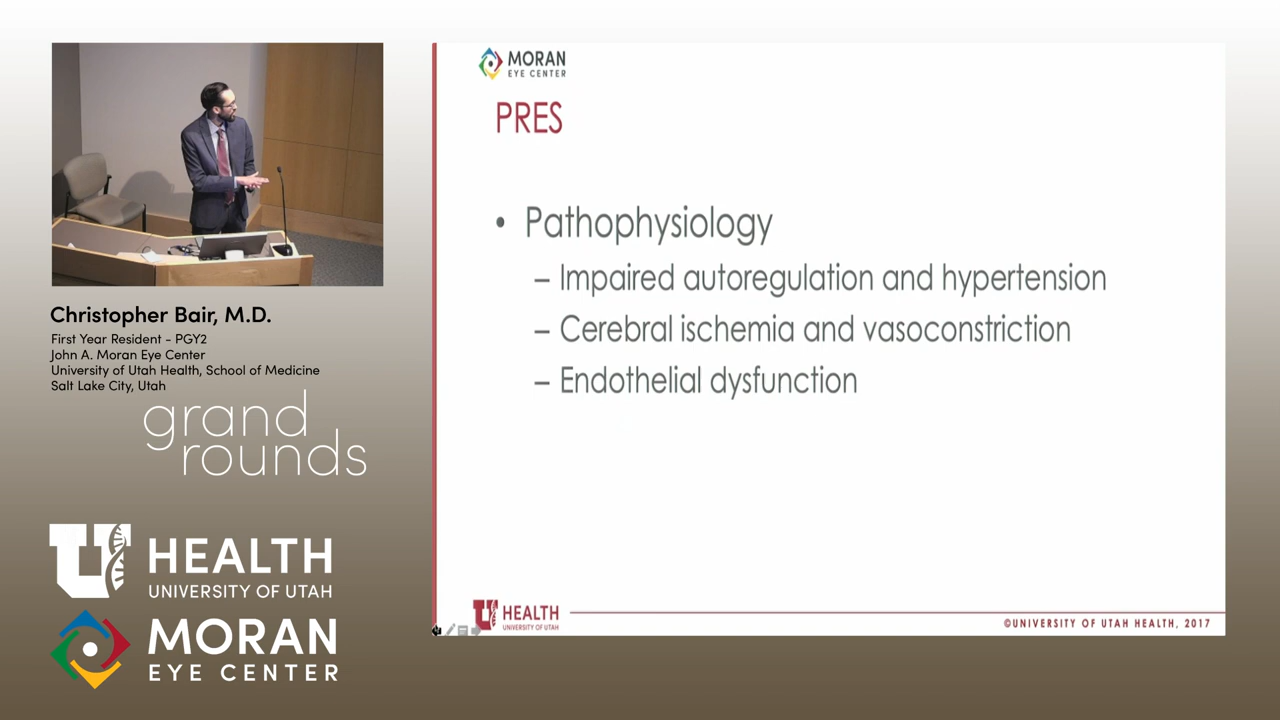 Christopher Bair, M.D.
First Year Resident - PGY2
John A. Moran Eye Center
University of Utah Health, School of Medicine
Salt Lake City, Utah
grand
rounds
U HEALTH
UNIVERSITY OF UTAH
MORAN
EYE CENTER
MORAN
EYE CENTER
PRES
• Pathophysiology
– Impaired autoregulation and hypertension
– Cerebral ischemia and vasoconstriction
– Endothelial dysfunction
U HEALTH
UNIVERSITY OF UTAH
©UNIVERSITY OF UTAH HEALTH, 2017